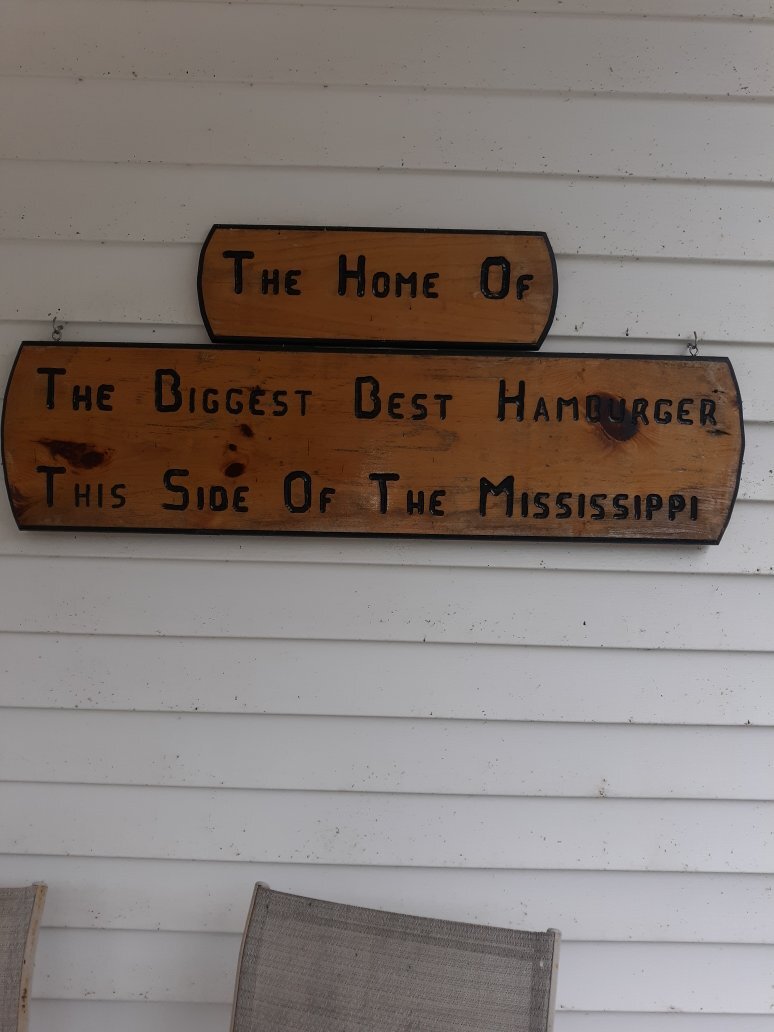 The Home Of
The Biggest Best Hamburger
This Side Of The Mississippi